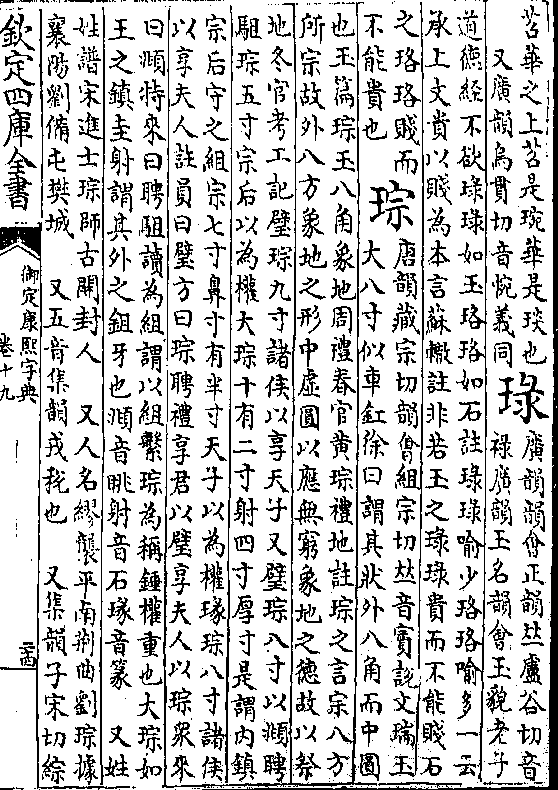 苕華之上苕是琬華是琰也
又廣韻烏貫切音惋義同
琭
廣韻韻會正韻𠀤盧谷切音
祿廣韻玉名韻會玉貌老子
道德經不欲琭琭如玉珞珞如石註琭琭喻少珞珞喻多一云
承上文貴以賤為本言蘇轍註非若玉之琭琭貴而不能賤石
之珞珞賤而
不能貴也
琮
唐韻藏宗切韻會組宗切𠀤音賨說文瑞玉
大八寸似車釭徐曰謂其狀外八角而中圓
也玉篇琮玉八角象地周禮春官黃琮禮地註琮之言宗八方
所宗故外八方象地之形中虛圓以應無窮象地之德故以祭
地冬官考工記璧琮九寸諸侯以享天子又璧琮八寸以頫聘
駔琮五寸宗后以為權大琮十有二寸射四寸厚寸是謂內鎮
宗后守之組宗七寸鼻寸有半寸天子以為權瑑琮八寸諸侯
以享夫人註員曰璧方曰琮聘禮享君以璧享夫人以琮衆來
曰頫特來曰聘駔讀為組謂以組繫琮為稱錘權重也大琮如
王之鎮圭射謂其外之鉏牙也頫音眺射音石瑑音篆　又姓
姓譜宋進士琮師古開封人　又人名繆襲平南荆曲劉琮據
襄陽劉備屯樊城　又五音集韻戎我也　又集韻子宋切綜
欽定四庫全書
御定康熙字典
卷十九
二十四